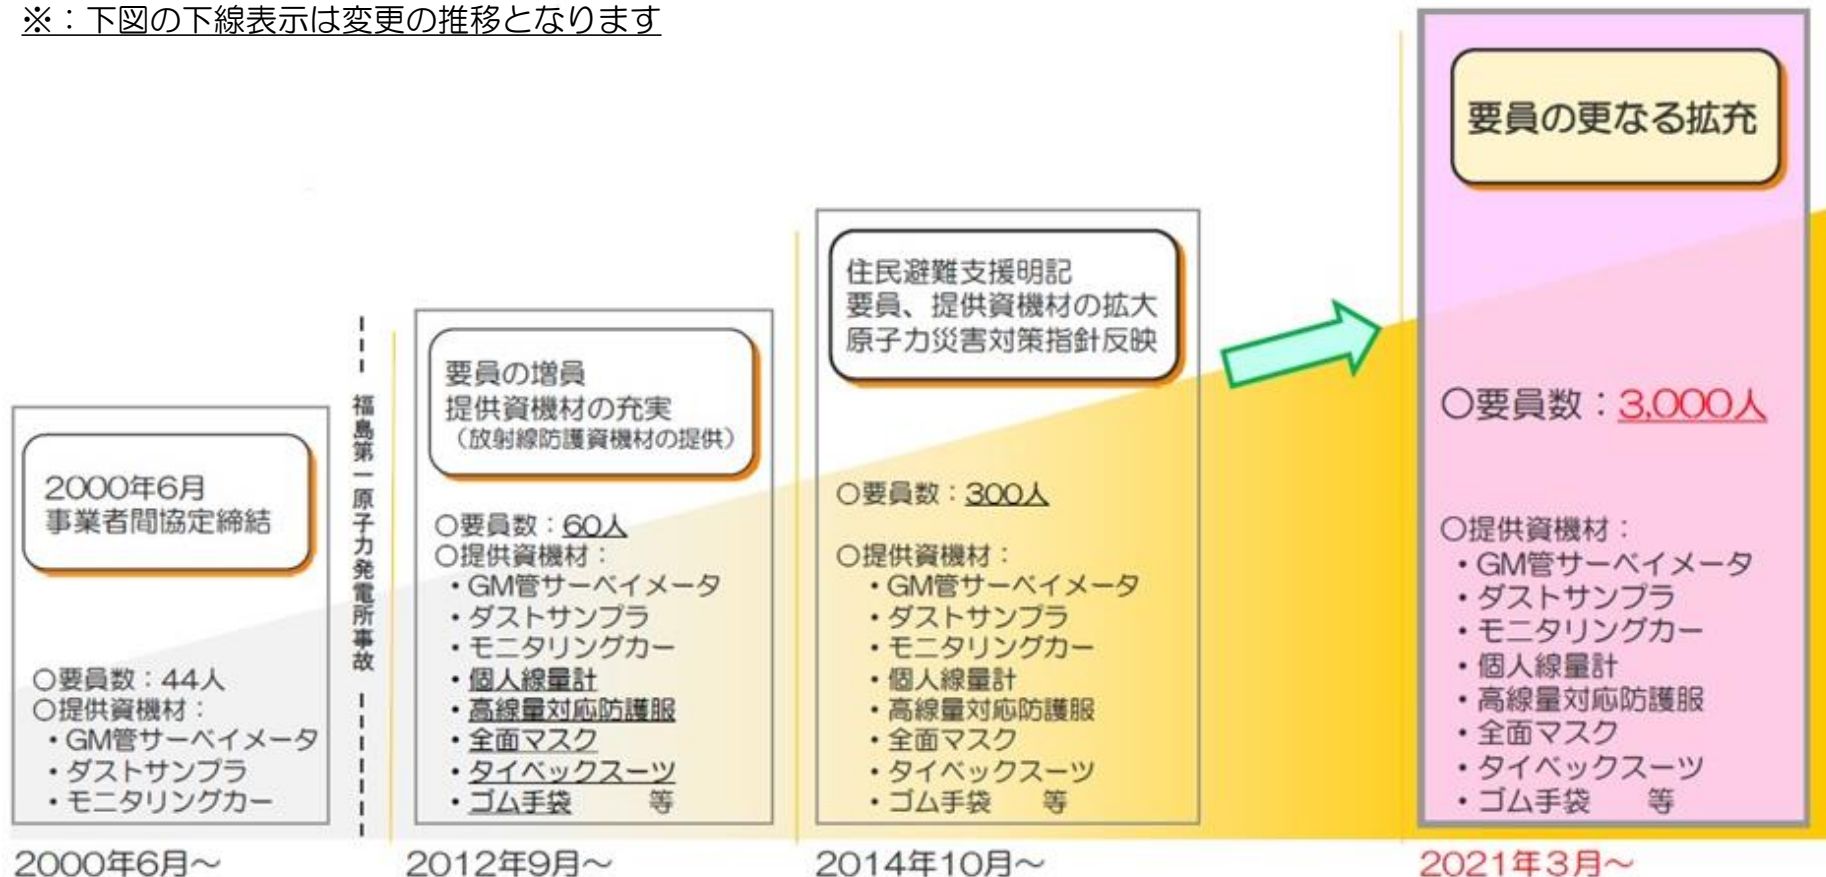 ※：下図の下線表示は変更の推移となります
2000年6月
事業者間協定締結
○要員数：44人
○提供資機材：
・GM管サーベイメータ
・ダストサンプラ
・モニタリングカー
2000年6月～
福島第一原子力発電所事故
要員の増員
提供資機材の充実
（放射線防護資機材の提供）
○要員数：60人
○提供資機材：
・GM管サーベイメータ
・ダストサンプラ
・モニタリングカー
・個人線量計
・高線量対応防護服
・全面マスク
・タイベックスーツ
・ゴム手袋　　等
2012年9月～
住民避難支援明記
要員、提供資機材の拡大
原子力災害対策指針反映
○要員数：300人
○提供資機材：
・GM管サーベイメータ
・ダストサンプラ
・モニタリングカー
・個人線量計
・高線量対応防護服
・全面マスク
・タイベックスーツ
・ゴム手袋　　等
2014年10月～
要員の更なる拡充
○要員数：3,000人
○提供資機材：
・GM管サーベイメータ
・ダストサンプラ
・モニタリングカー
・個人線量計
・高線量対応防護服
・全面マスク
・タイベックスーツ
・ゴム手袋　　等
2021年3月～